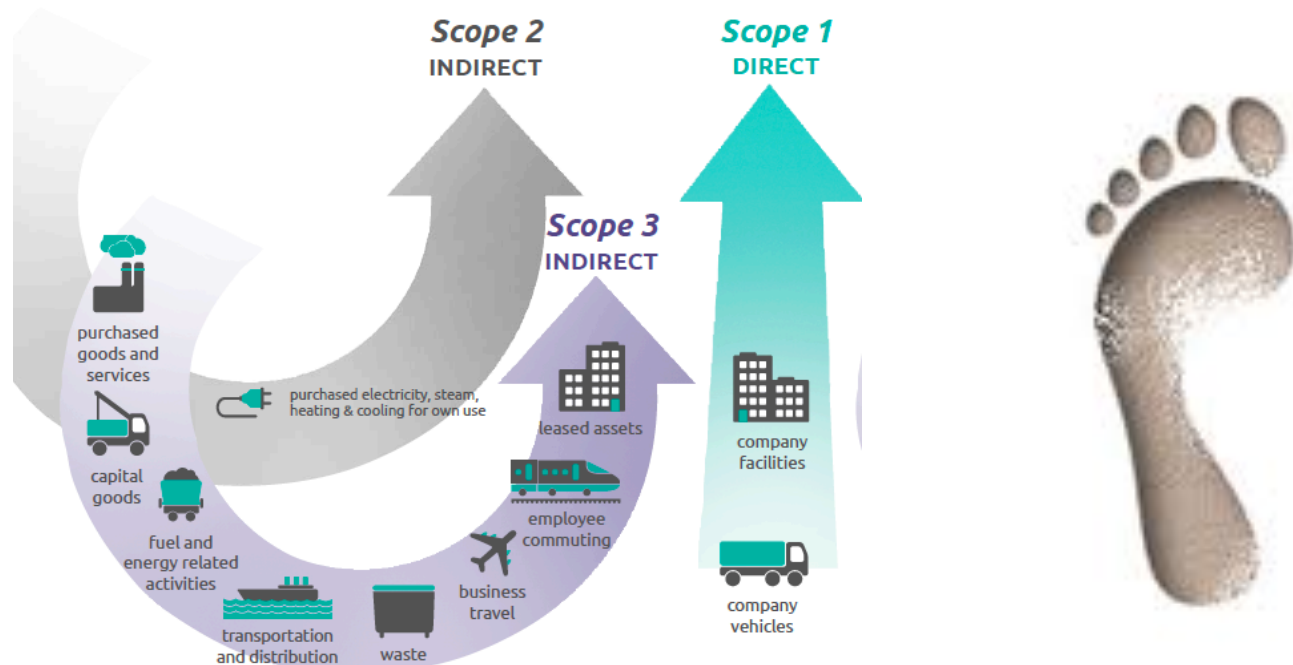 Scope 2
INDIRECT
Scope 1
DIRECT
Scope 3
INDIRECT
purchased
goods and
services
capital
goods
fuel and
energy related
activities
transportation
and distribution
waste
business
travel
employee
commuting
leased assets
purchased electricity, steam,
heating & cooling for own use
company
facilities
company
vehicles